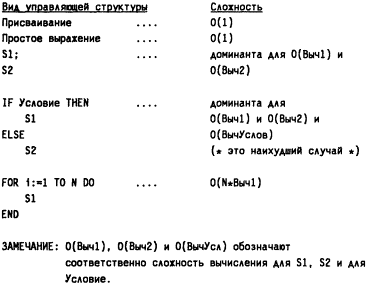 Вид управляющей структуры Сложность
Присваивание .... O(1)
Простое выражение .... O(1)
S1; .... доминанта для O(Выч1) и
S2 O(Выч2)
IF Условие THEN .... доминанта для
S1 O(Выч1) и O(Выч2) и
ELSE O(ВычУслов)
S2 (* это наихудший случай *)
FOR i:=1 TO N DO .... O(N*Выч1)
S1
END
ЗАМЕЧАНИЕ: O(Выч1), O(Выч2) и O(ВычУсл) обозначают
соответственно сложность вычисления для S1, S2 и для
Условие.